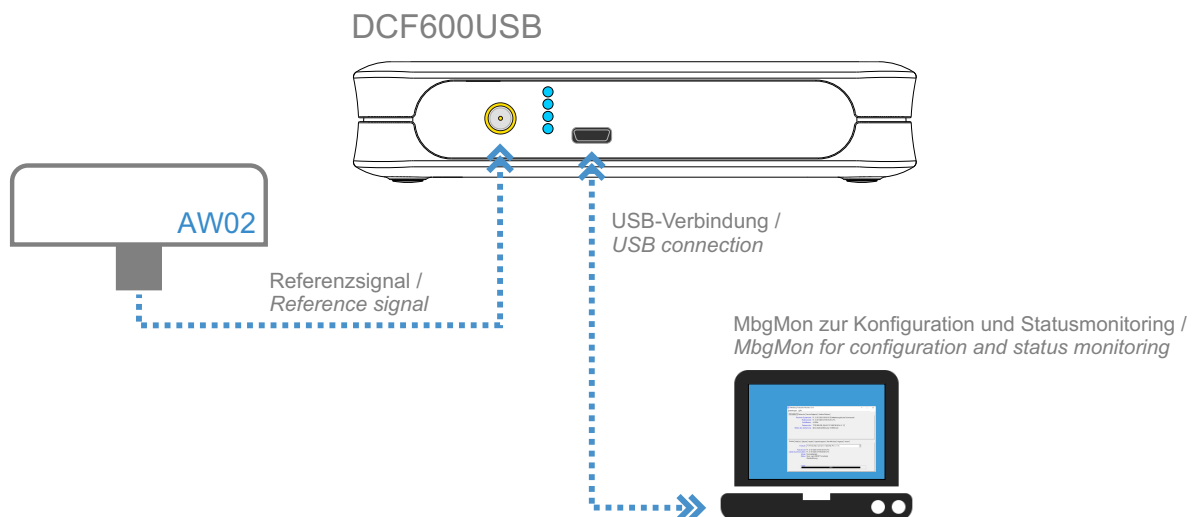 DCF600USB
AW02
USB-Verbindung /
USB connection
Referenzsignal /
Reference signal
MbgMon zur Konfiguration und Statusmonitoring /
MbgMon for configuration and status monitoring